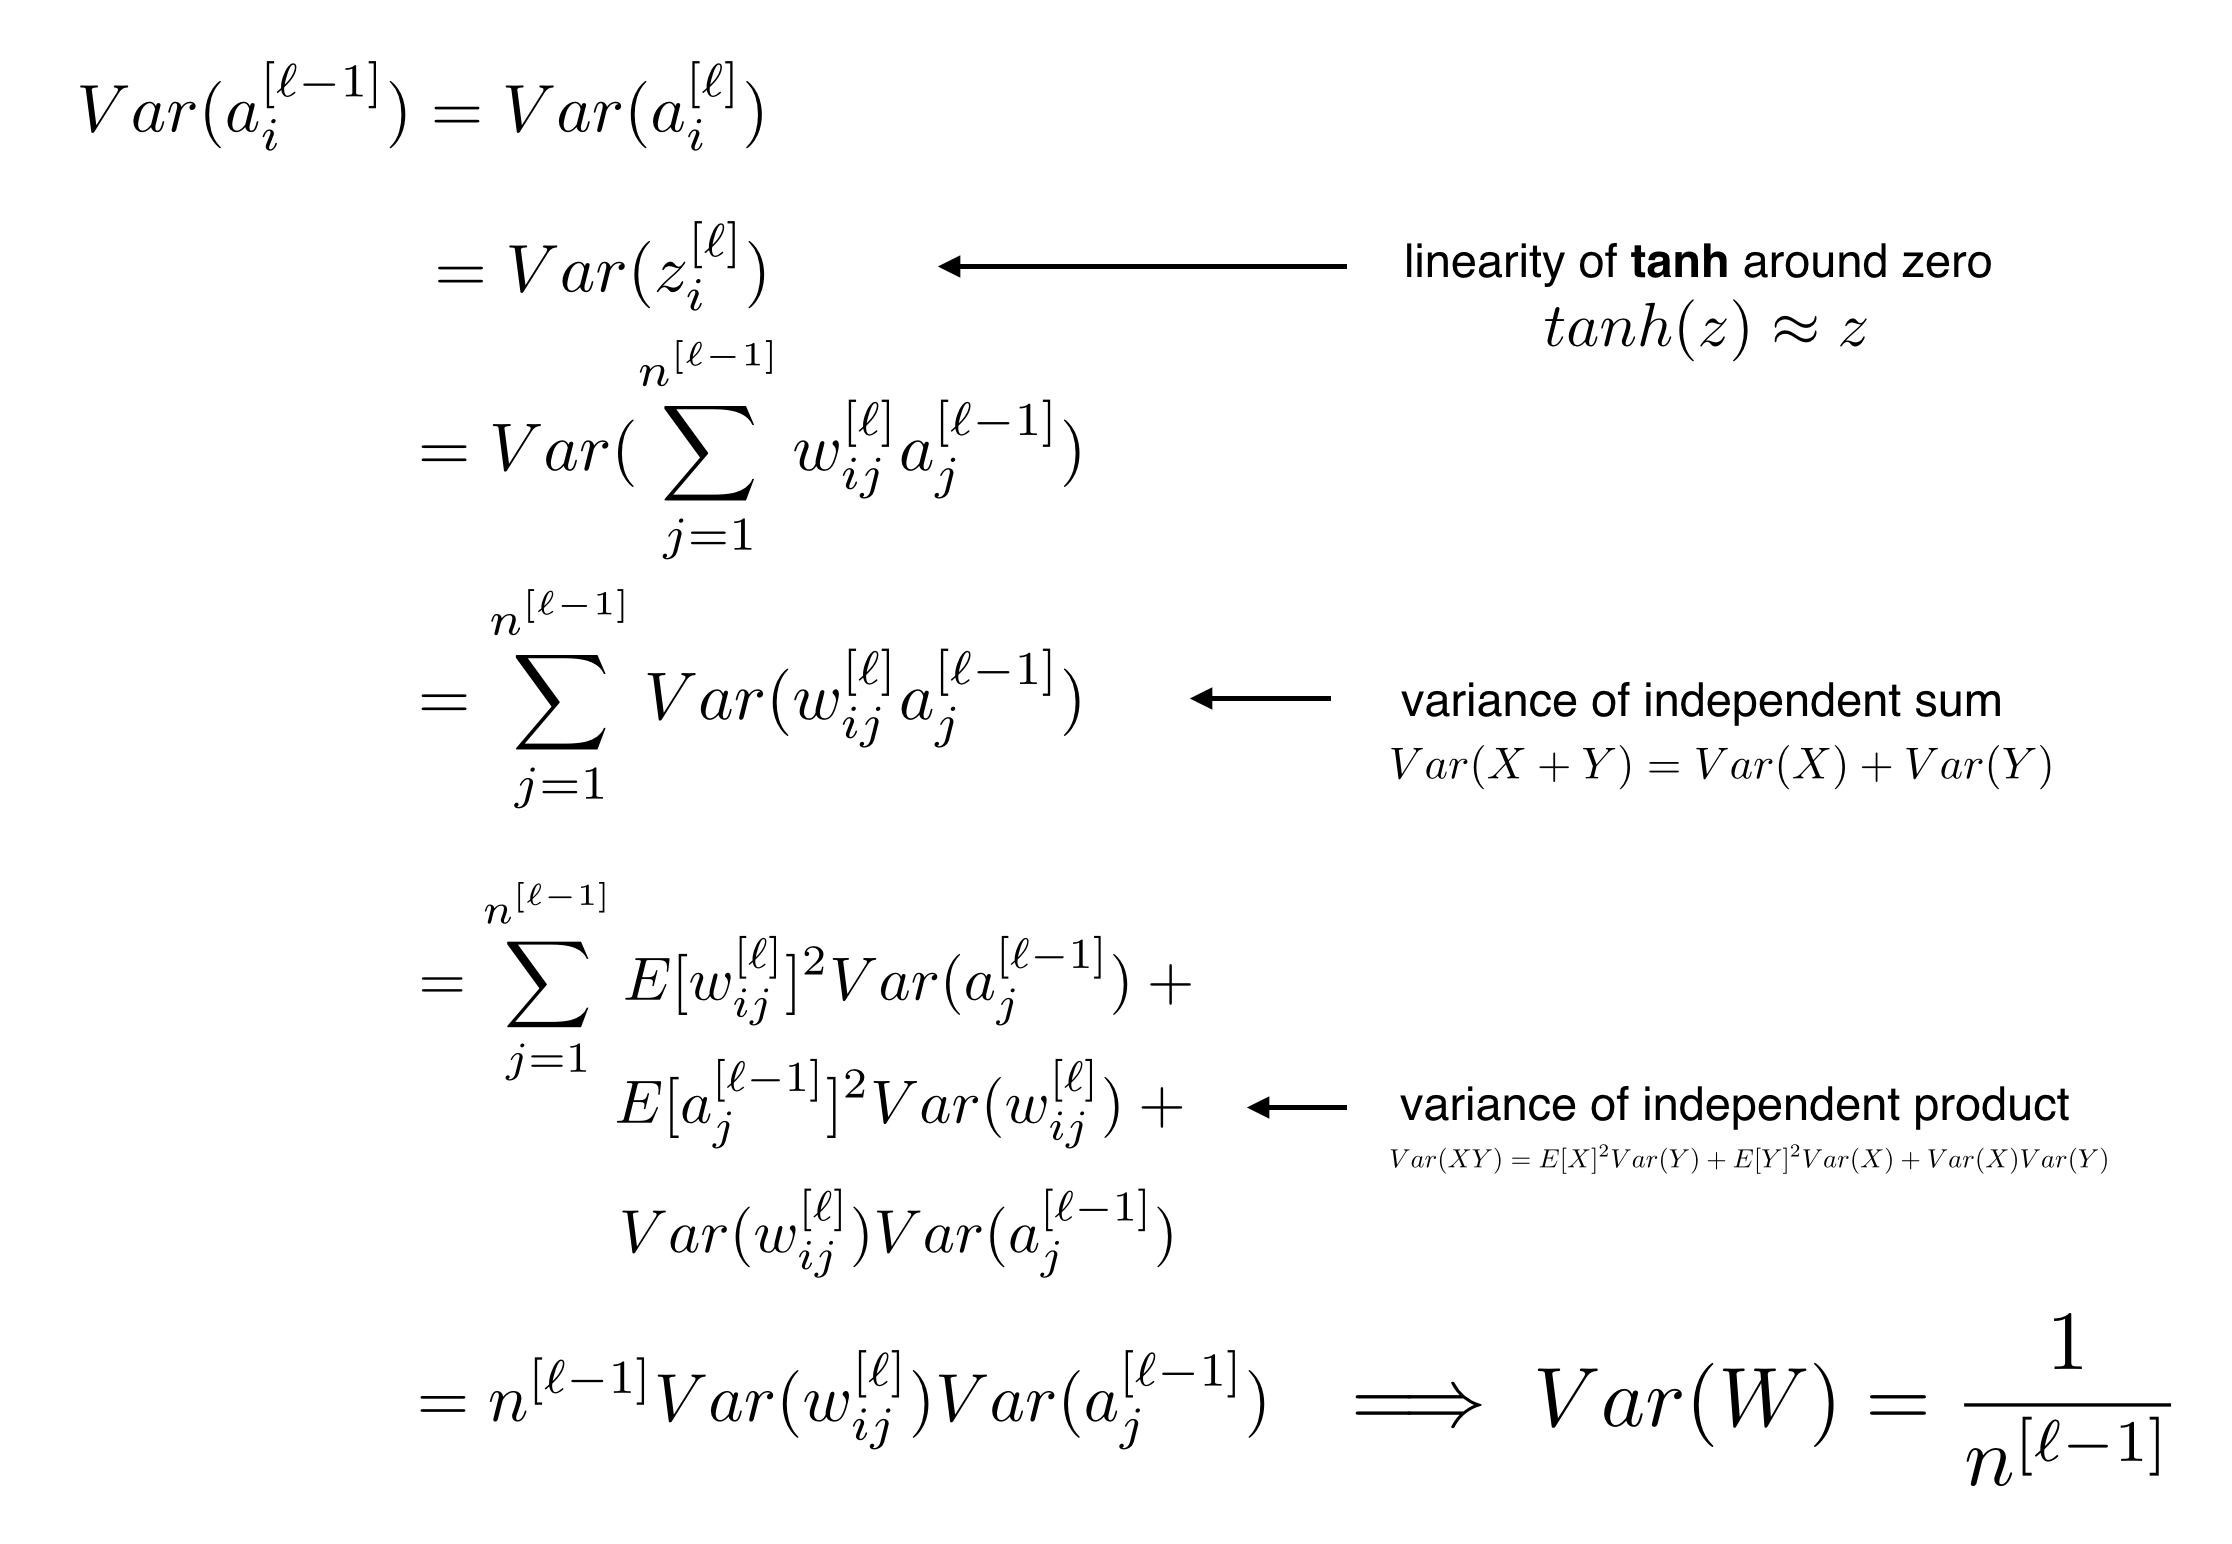 Var(a_i^{[ℓ−1]}) = Var(a_i^{[ℓ]})
= Var(z_i^{[ℓ]})
linearity of tanh around zero
tanh(z) ≈ z
= Var(∑_{j=1}^{n^{[ℓ−1]}} w_{ij}^{[ℓ]} a_j^{[ℓ−1]})
= ∑_{j=1}^{n^{[ℓ−1]}} Var(w_{ij}^{[ℓ]} a_j^{[ℓ−1]})
variance of independent sum
Var(X + Y) = Var(X) + Var(Y)
= ∑_{j=1}^{n^{[ℓ−1]}} E[w_{ij}^{[ℓ]}]^2 Var(a_j^{[ℓ−1]}) +
E[a_j^{[ℓ−1]}]^2 Var(w_{ij}^{[ℓ]}) +
variance of independent product
Var(XY) = E[X]^2 Var(Y) + E[Y]^2 Var(X) + Var(X)Var(Y)
Var(w_{ij}^{[ℓ]})Var(a_j^{[ℓ−1]})
= n^{[ℓ−1]} Var(w_{ij}^{[ℓ]})Var(a_j^{[ℓ−1]}) ⟹ Var(W) = \frac{1}{n^{[ℓ−1]}}